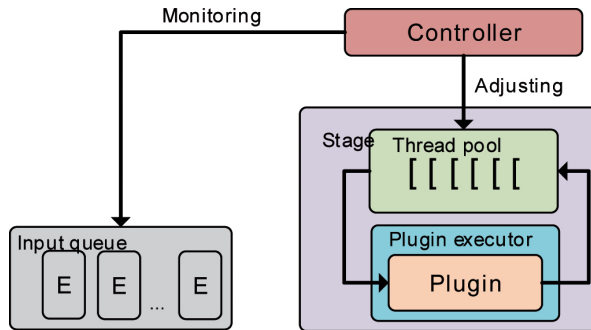 Monitoring
Controller
Adjusting
Stage
Thread pool
[ [ [ [ [ [
Input queue
E E ... E
Plugin executor
Plugin